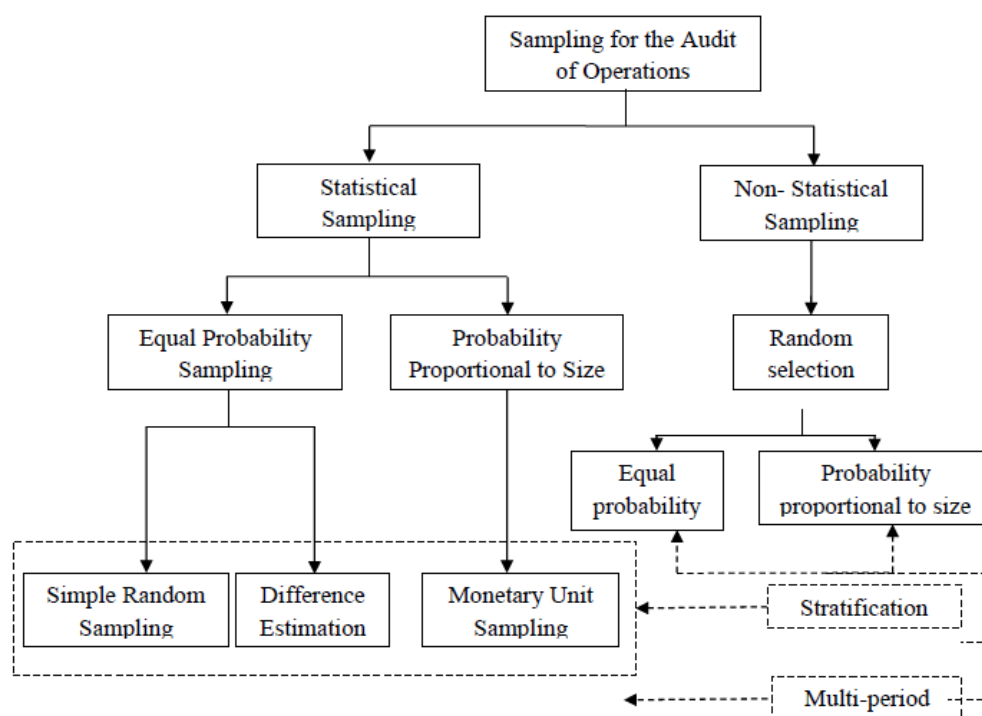 Sampling for the Audit
of Operations
Statistical
Sampling
Non- Statistical
Sampling
Equal Probability
Sampling
Probability
Proportional to Size
Random
selection
Equal
probability
Probability
proportional to size
Simple Random
Sampling
Difference
Estimation
Monetary Unit
Sampling
Stratification
Multi-period